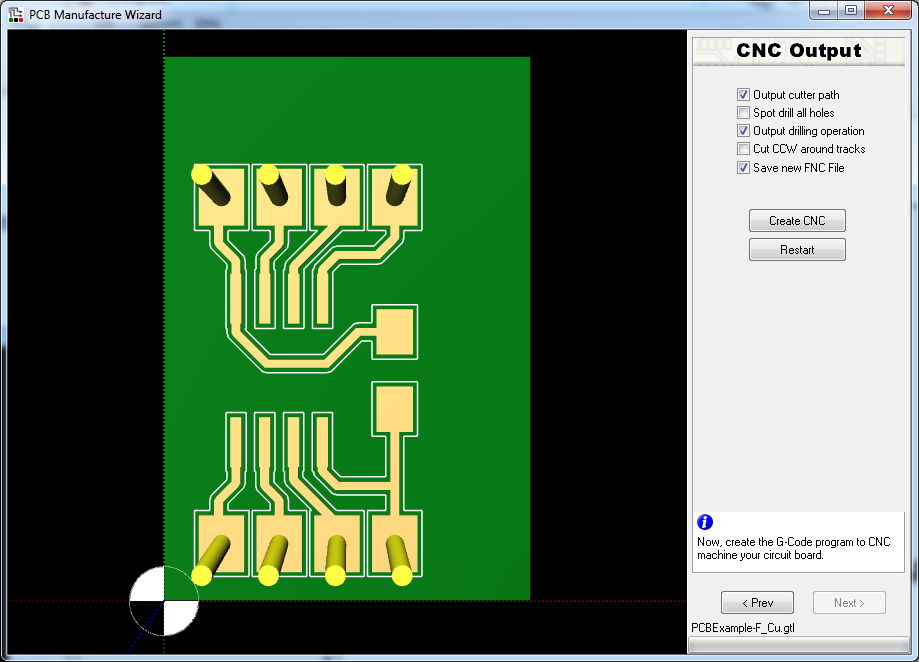 PCB Manufacture Wizard
CNC Output
Output cutter path
Spot drill all holes
Output drilling operation
Cut CCW around tracks
Save new FNC File
Create CNC
Restart
Now, create the G-Code program to CNC
machine your circuit board.
< Prev
Next >
PCBExample-F_Cu.gtl